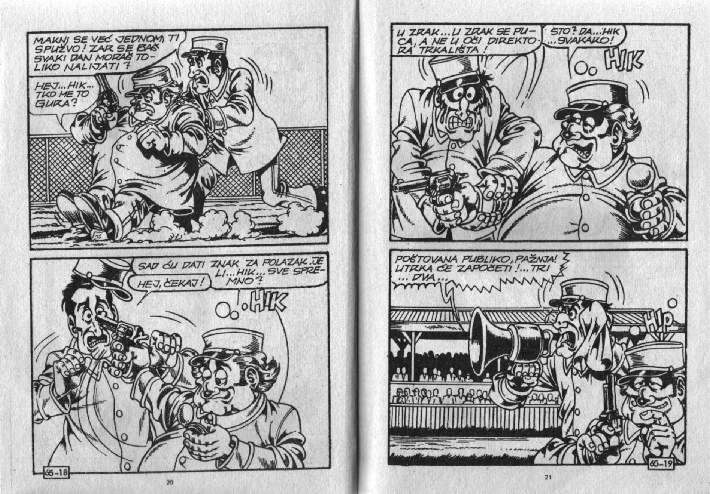 MAKNI SE VEĆ JEDNOM, TI
SPUŽVO! ZAR SE BAŠ
SVAKI DAN MORAŠ TO-
LIKO NALIJATI?
HEJ...HIK...
TKO ME TO
GURA?
SAD ĆU DATI ZNAK ZA POLAZAK. JE
LI...HIK...SVE SPRE-
MNO?
HEJ, ČEKAJ!
HIK
65-18
20
U ZRAK...U ZRAK SE PU-
CA, A NE U OČI DIREKTO-
RA TRKALIŠTA!
ŠTO? DA...HIK
...SVAKAKO!
HIK
POŠTOVANA PUBLIKO, PAŽNJA!
UTRKA ĆE ZAPOČETI!...TRI
...DVA...
HIP
65-19
21